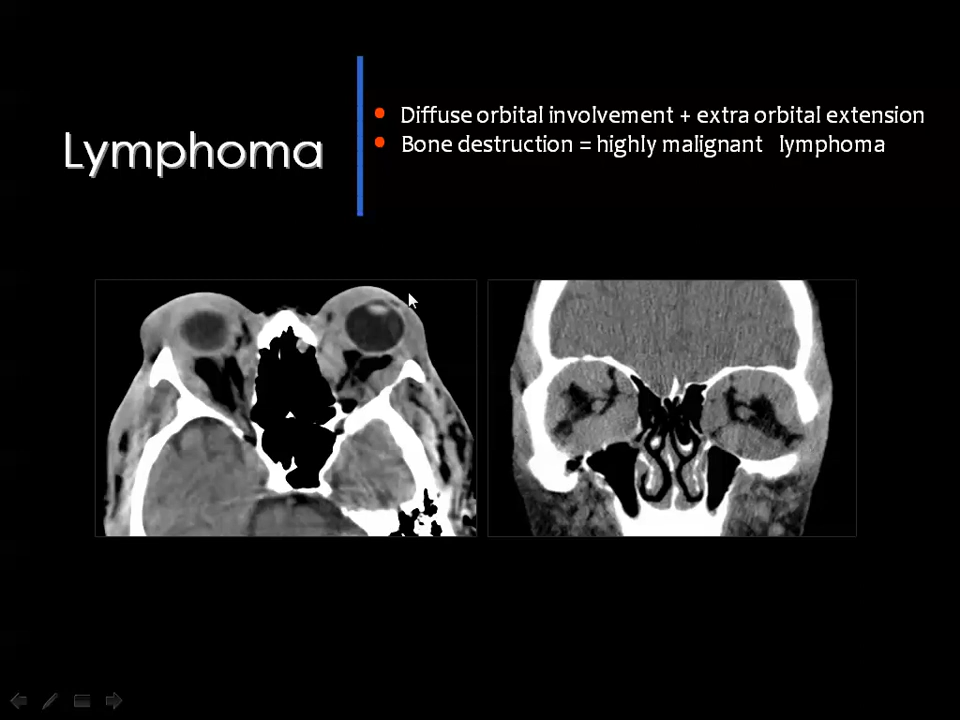 Lymphoma
Diffuse orbital involvement + extra orbital extension
Bone destruction = highly malignant lymphoma